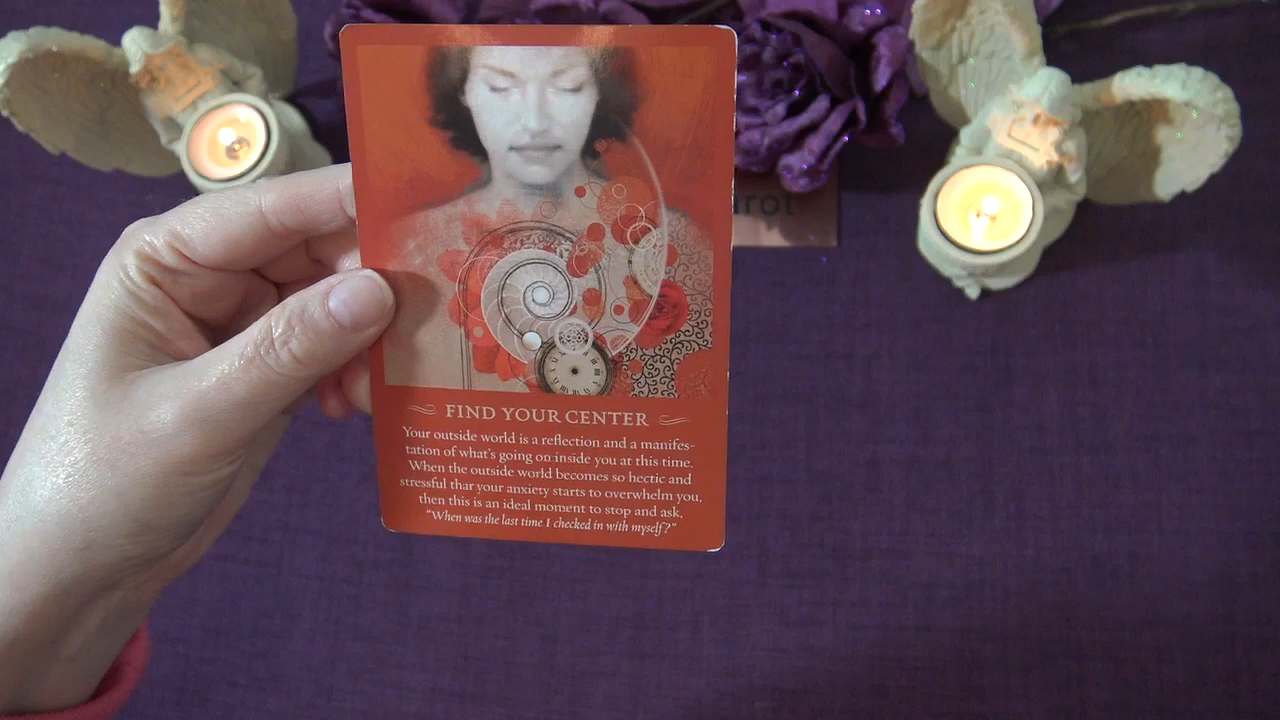 FIND YOUR CENTER
Your outside world is a reflection and a manifes-
tation of what's going on inside you at this time.
When the outside world becomes so hectic and
stressful that your anxiety starts to overwhelm you,
then this is an ideal moment to stop and ask,
"When was the last time I checked in with myself?"